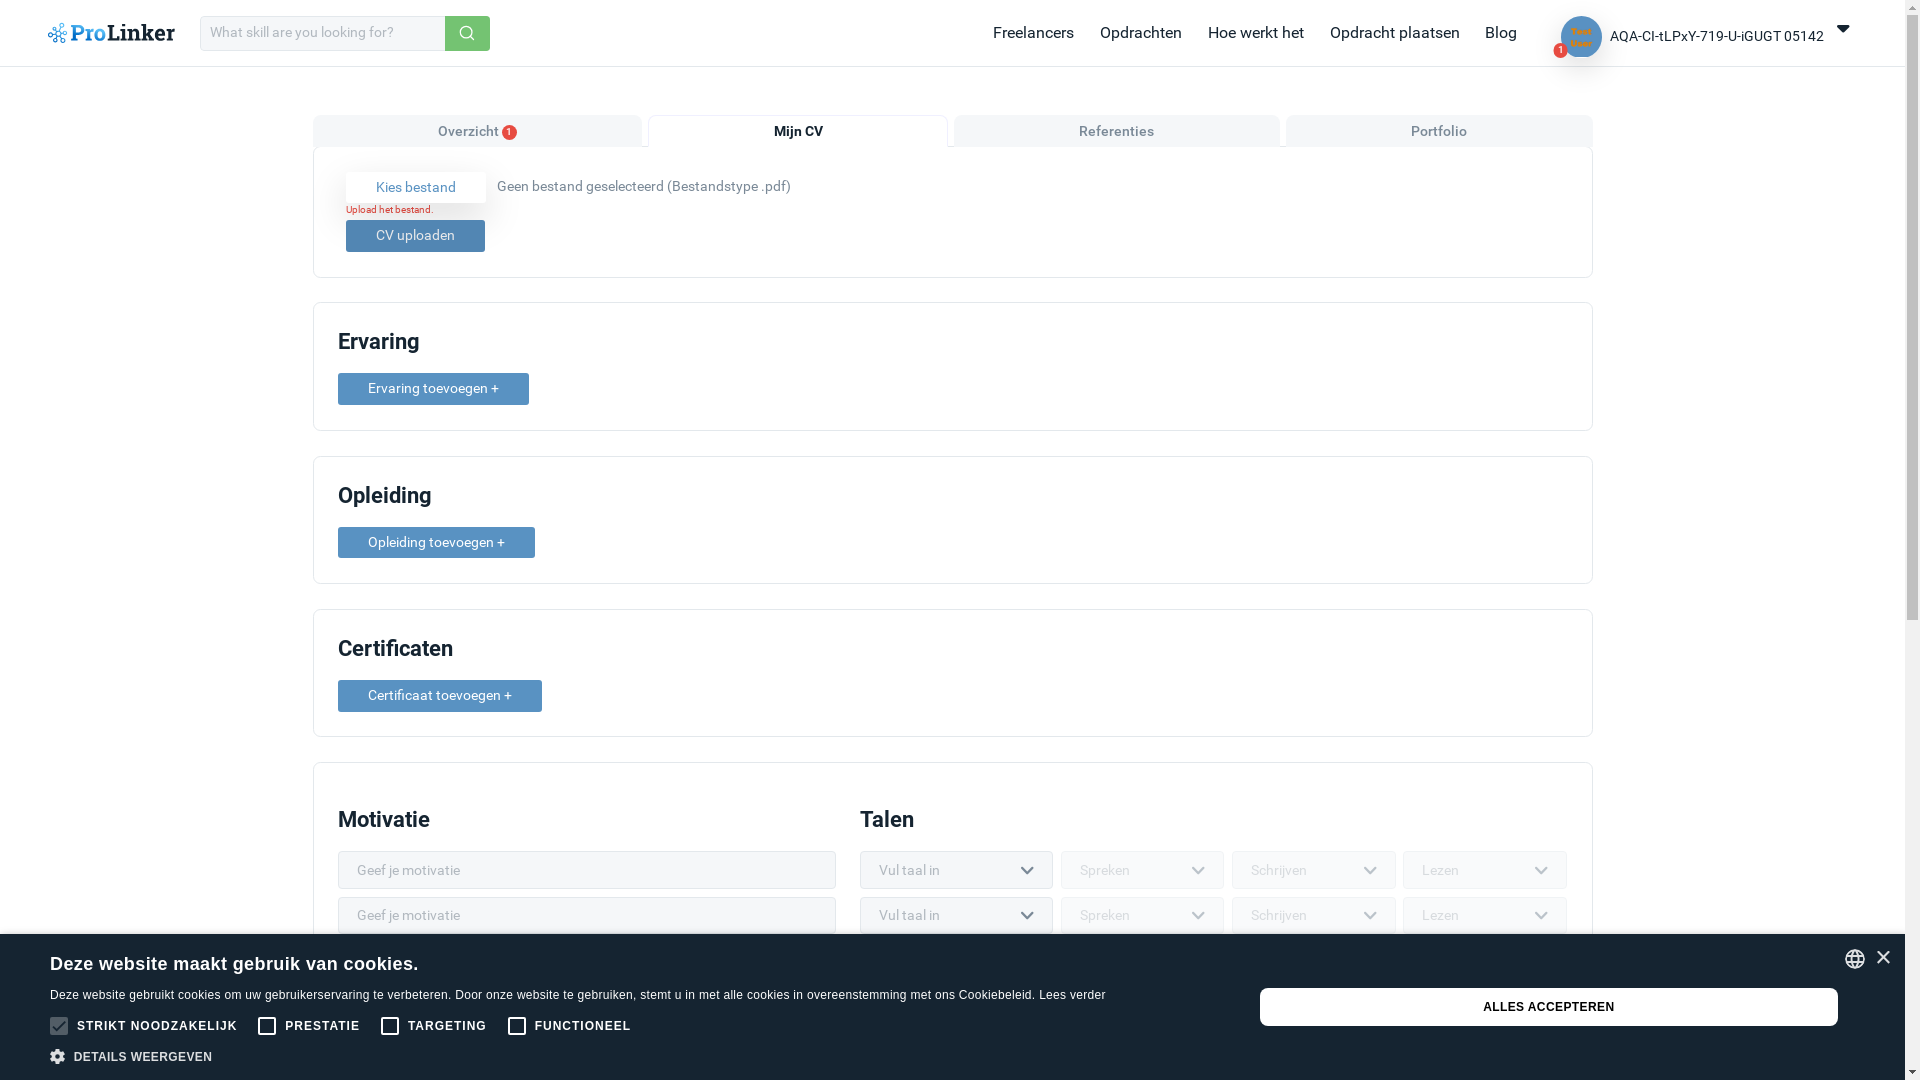 ProLinker
What skill are you looking for?
Freelancers
Opdrachten
Hoe werkt het
Opdracht plaatsen
Blog
Test
User
1
AQA-CI-tLPxY-719-U-iGUGT 05142
Overzicht 1
Mijn CV
Referenties
Portfolio
Kies bestand
Geen bestand geselecteerd (Bestandstype .pdf)
Upload het bestand.
CV uploaden
Ervaring
Ervaring toevoegen +
Opleiding
Opleiding toevoegen +
Certificaten
Certificaat toevoegen +
Motivatie
Talen
Geef je motivatie
Vul taal in
Spreken
Schrijven
Lezen
Geef je motivatie
Vul taal in
Spreken
Schrijven
Lezen
Deze website maakt gebruik van cookies.
Deze website gebruikt cookies om uw gebruikerservaring te verbeteren. Door onze website te gebruiken, stemt u in met alle cookies in overeenstemming met ons Cookiebeleid. Lees verder
STRIKT NOODZAKELIJK
PRESTATIE
TARGETING
FUNCTIONEEL
DETAILS WEERGEVEN
ALLES ACCEPTEREN